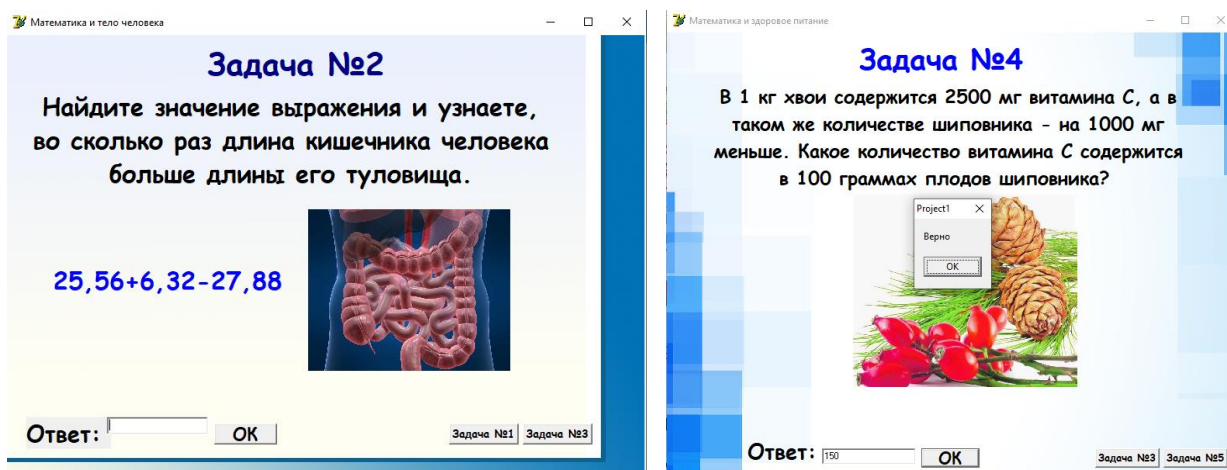 Математика и тело человека
Задача №2
Найдите значение выражения и узнаете,
во сколько раз длина кишечника человека
больше длины его туловища.
25,56+6,32-27,88
Ответ:
OK
Задача №1
Задача №3
Математика и здоровое питание
Задача №4
В 1 кг хвои содержится 2500 мг витамина С, а в
таком же количестве шиповника - на 1000 мг
меньше. Какое количество витамина С содержится
в 100 граммах плодов шиповника?
Project1
Верно
OK
Ответ: 150
OK
Задача №3
Задача №5